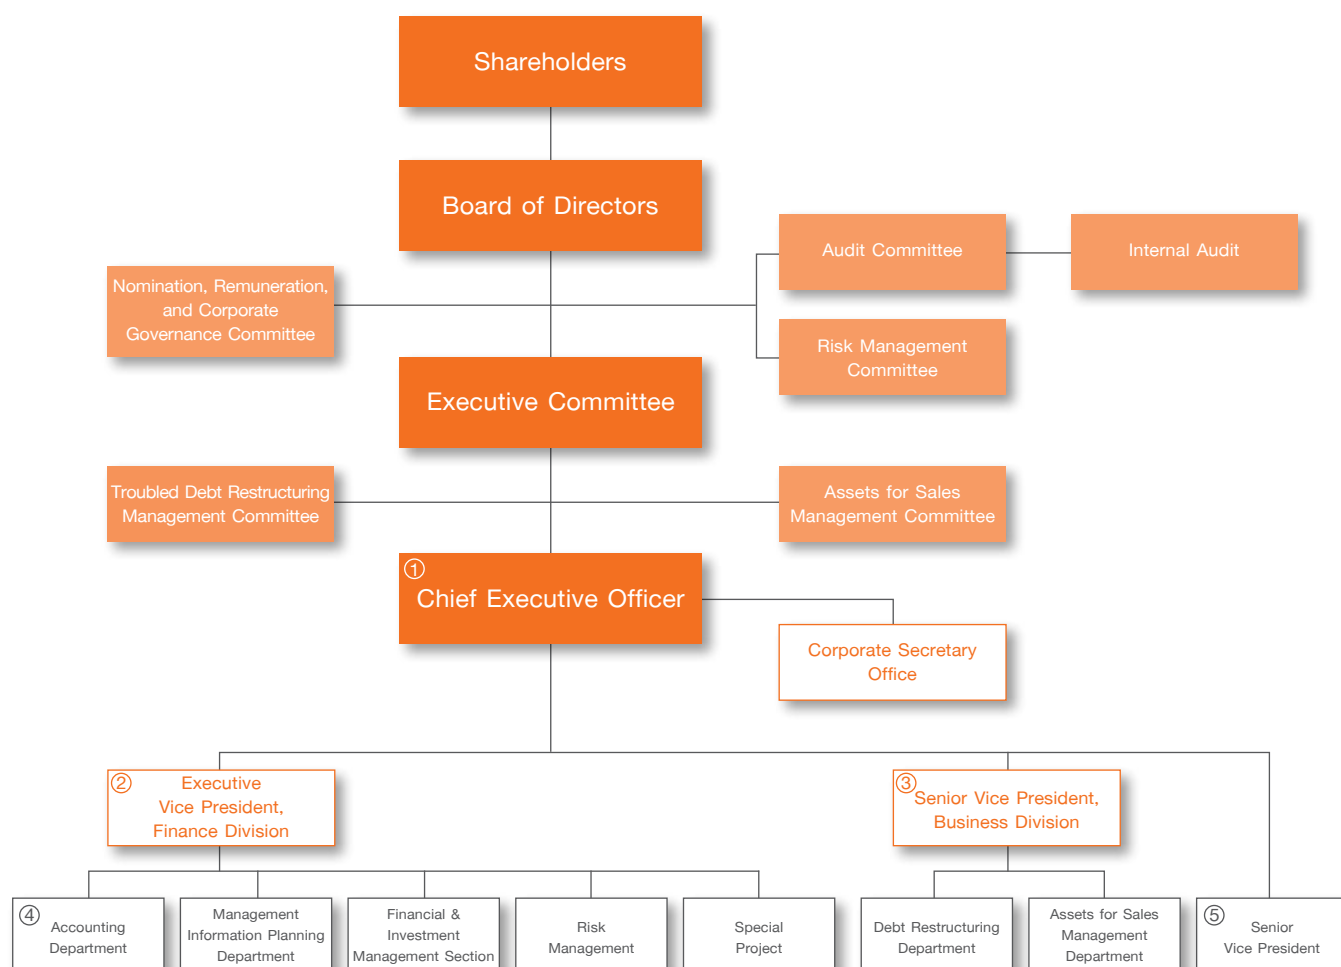 Shareholders
Board of Directors
Audit Committee
Internal Audit
Nomination, Remuneration,
and Corporate
Governance Committee
Risk Management
Committee
Executive Committee
Troubled Debt Restructuring
Management Committee
Assets for Sales
Management Committee
①
Chief Executive Officer
Corporate Secretary
Office
②
Executive
Vice President,
Finance Division
③
Senior Vice President,
Business Division
④
Accounting
Department
Management
Information Planning
Department
Financial &
Investment
Management Section
Risk
Management
Special
Project
Debt Restructuring
Department
Assets for Sales
Management
Department
⑤
Senior
Vice President